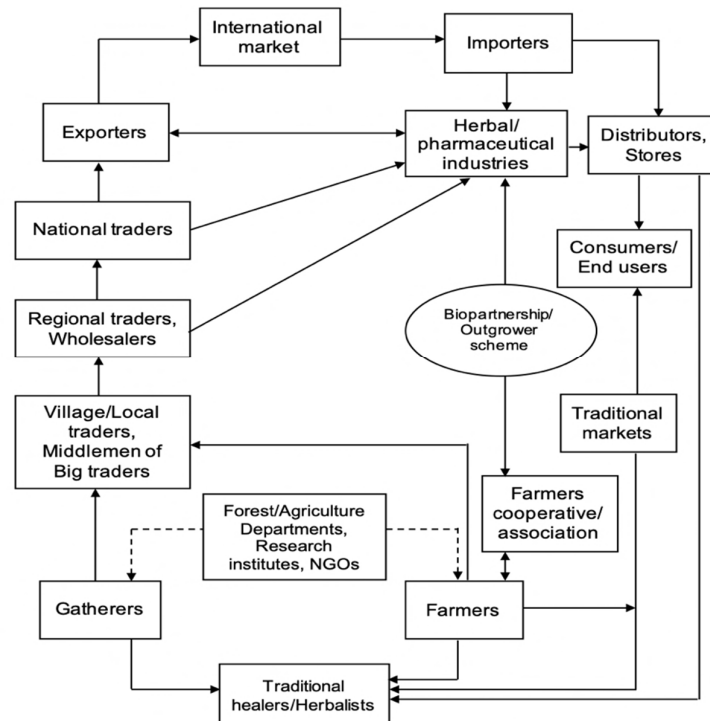 International
market
Importers
Exporters
Herbal/
pharmaceutical
industries
Distributors,
Stores
National traders
Consumers/
End users
Regional traders,
Wholesalers
Biopartnership/
Outgrower
scheme
Village/Local
traders,
Middlemen of
Big traders
Traditional
markets
Forest/Agriculture
Departments,
Research
institutes, NGOs
Farmers
cooperative/
association
Gatherers
Farmers
Traditional
healers/Herbalists